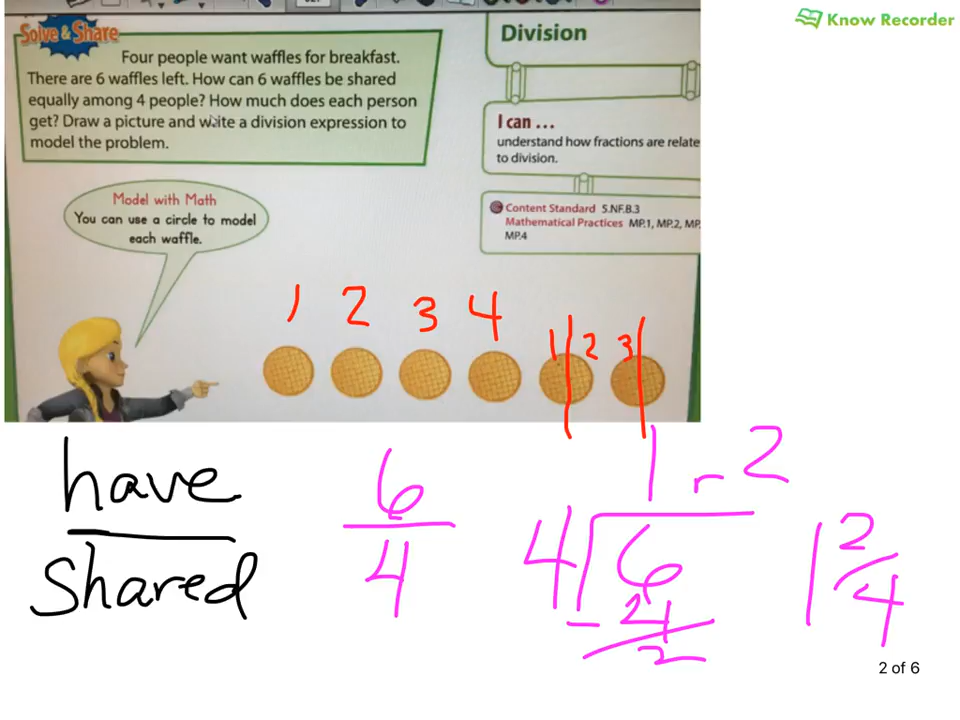 Know Recorder
Solve & Share
Four people want waffles for breakfast.
There are 6 waffles left. How can 6 waffles be shared
equally among 4 people? How much does each person
get? Draw a picture and write a division expression to
model the problem.
Division
I can ...
understand how fractions are relate
to division.
Content Standard 5.NF.B.3
Mathematical Practices MP.1, MP.2, MP.
MP.4
Model with Math
You can use a circle to model
each waffle.
1 2 3 4
1 2 3
have
shared
6
4
1 r 2
4 6
- 4
2
1 2/4
2 of 6